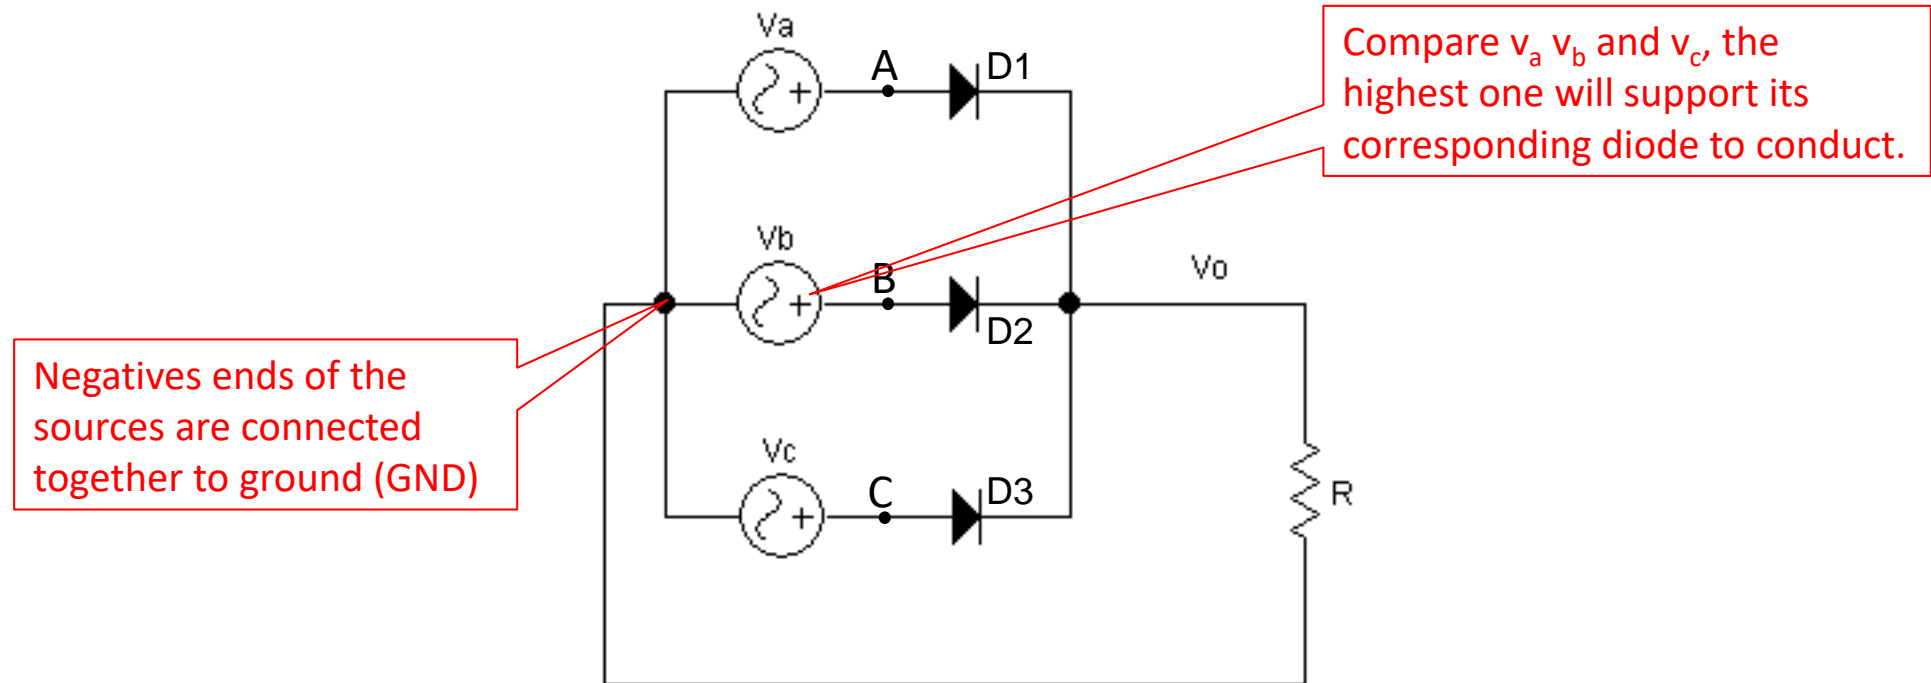 Va
A
D1
Compare va vb and vc, the
highest one will support its
corresponding diode to conduct.
Vb
B
D2
Vo
Negatives ends of the
sources are connected
together to ground (GND)
Vc
C
D3
R